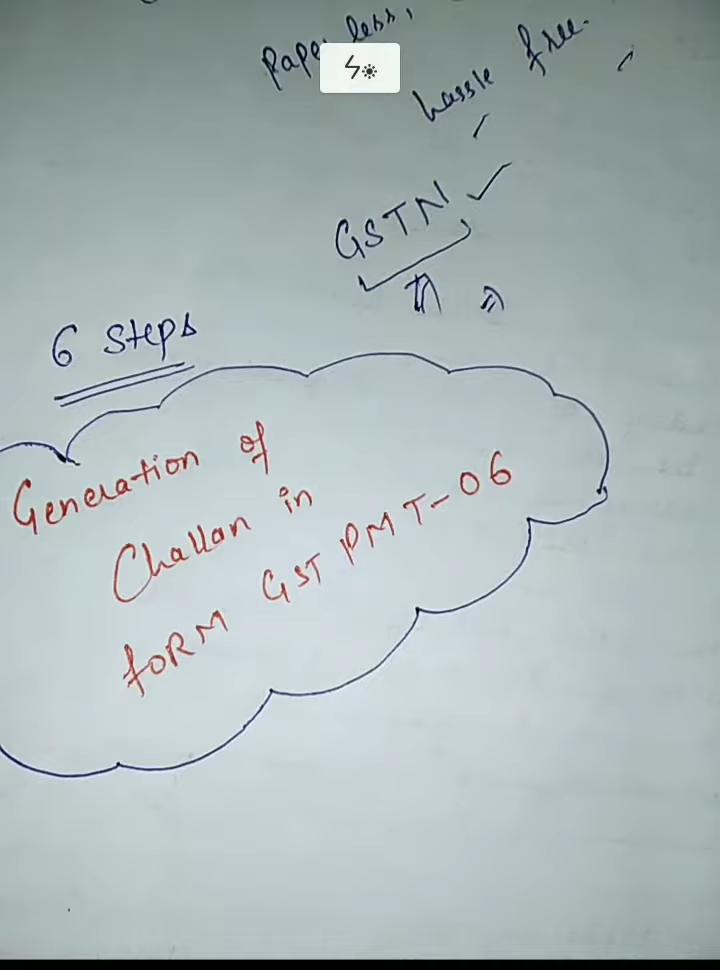 Paper less,
hassle free.
GSTN
6 Steps
Generation of
Challan in
FORM GST PMT-06